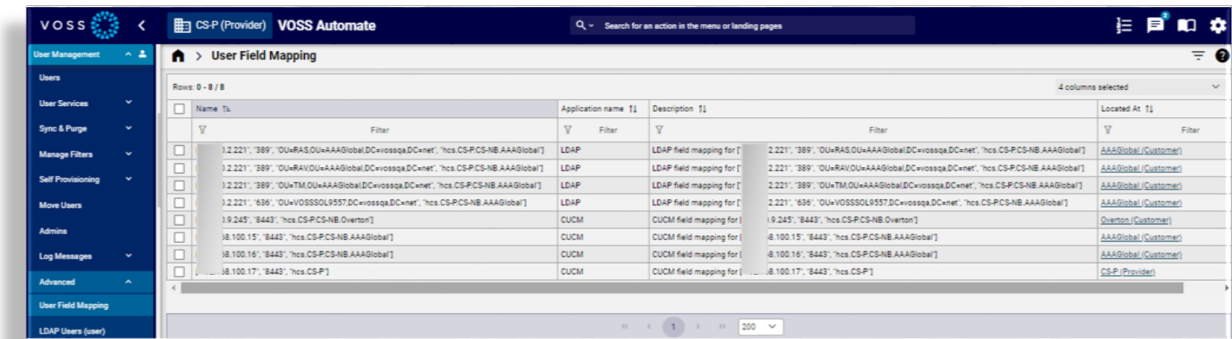 VOSS
CS-P (Provider) VOSS Automate
Search for an action in the menu or landing pages
2
User Management
User Field Mapping
Users
User Services
Sync & Purge
Manage Filters
Self Provisioning
Move Users
Admins
Log Messages
Advanced
User Field Mapping
LDAP Users (user)
Rows: 0 - 8 / 8
4 columns selected
Name Application name Description Located At
Filter Filter Filter Filter
.2.221", "389", "OU=RAS,OU=AAAGlobal,DC=vossqa,DC=net", "hcs.CS-P.CS-NB.AAAGlobal"] LDAP LDAP field mapping for [" 2.221", "389", "OU=RAS,OU=AAAGlobal,DC=vossqa,DC=net", "hcs.CS-P.CS-NB.AAAGlobal"] AAAGlobal (Customer)
.2.221", "389", "OU=RAV,OU=AAAGlobal,DC=vossqa,DC=net", "hcs.CS-P.CS-NB.AAAGlobal"] LDAP LDAP field mapping for [" 2.221", "389", "OU=RAV,OU=AAAGlobal,DC=vossqa,DC=net", "hcs.CS-P.CS-NB.AAAGlobal"] AAAGlobal (Customer)
.2.221", "389", "OU=TM,OU=AAAGlobal,DC=vossqa,DC=net", "hcs.CS-P.CS-NB.AAAGlobal"] LDAP LDAP field mapping for [" 2.221", "389", "OU=TM,OU=AAAGlobal,DC=vossqa,DC=net", "hcs.CS-P.CS-NB.AAAGlobal"] AAAGlobal (Customer)
.2.221", "636", "OU=VOSSSOL9557,DC=vossqa,DC=net", "hcs.CS-P.CS-NB.AAAGlobal"] LDAP LDAP field mapping for [" 2.221", "636", "OU=VOSSSOL9557,DC=vossqa,DC=net", "hcs.CS-P.CS-NB.AAAGlobal"] AAAGlobal (Customer)
.9.245", "8443", "hcs.CS-P.CS-NB.Overton"] CUCM CUCM field mapping for [ .9.245", "8443", "hcs.CS-P.CS-NB.Overton"] Overton (Customer)
8.100.15", "8443", "hcs.CS-P.CS-NB.AAAGlobal"] CUCM CUCM field mapping for [ 8.100.15", "8443", "hcs.CS-P.CS-NB.AAAGlobal"] AAAGlobal (Customer)
8.100.16", "8443", "hcs.CS-P.CS-NB.AAAGlobal"] CUCM CUCM field mapping for [ 8.100.16", "8443", "hcs.CS-P.CS-NB.AAAGlobal"] AAAGlobal (Customer)
8.100.17", "8443", "hcs.CS-P"] CUCM CUCM field mapping for [ 8.100.17", "8443", "hcs.CS-P"] CS-P (Provider)
1 200